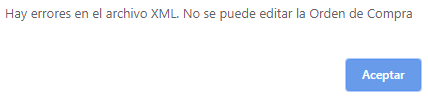 Hay errores en el archivo XML. No se puede editar la Orden de Compra
Aceptar